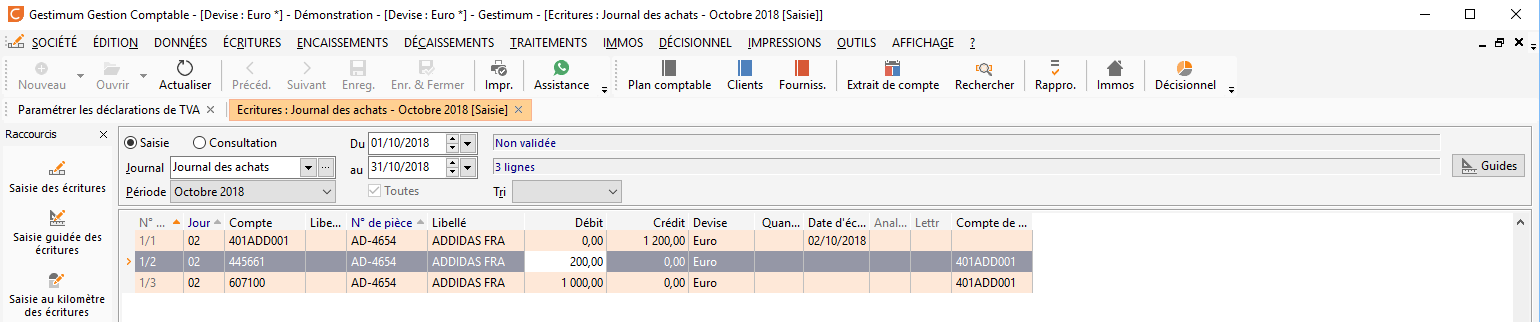 Gestimum Gestion Comptable - [Devise : Euro *] - Démonstration - [Devise : Euro *] - Gestimum - [Ecritures : Journal des achats - Octobre 2018 [Saisie]]
SOCIÉTÉ ÉDITION DONNÉES ÉCRITURES ENCAISSEMENTS DÉCAISSEMENTS TRAITEMENTS IMMOS DÉCISIONNEL IMPRESSIONS OUTILS AFFICHAGE ?
Nouveau Ouvrir Actualiser Précéd. Suivant Enreg. Enr. & Fermer Impr. Assistance Plan comptable Clients Fourniss. Extrait de compte Rechercher Rappro. Immos Décisionnel
Paramétrer les déclarations de TVA Ecritures : Journal des achats - Octobre 2018 [Saisie]
Raccourcis
Saisie des écritures
Saisie guidée des
écritures
Saisie au kilomètre
des écritures
Saisie Consultation Du 01/10/2018 Non validée
Journal Journal des achats ... au 31/10/2018 3 lignes Guides
Période Octobre 2018 Toutes Tri
N° ... Jour Compte Libe... N° de pièce Libellé Débit Crédit Devise Quan... Date d'éc... Anal... Lettr Compte de ...
1/1 02 401ADD001 AD-4654 ADDIDAS FRA 0,00 1 200,00 Euro 02/10/2018
1/2 02 445661 AD-4654 ADDIDAS FRA 200,00 0,00 Euro 401ADD001
1/3 02 607100 AD-4654 ADDIDAS FRA 1 000,00 0,00 Euro 401ADD001